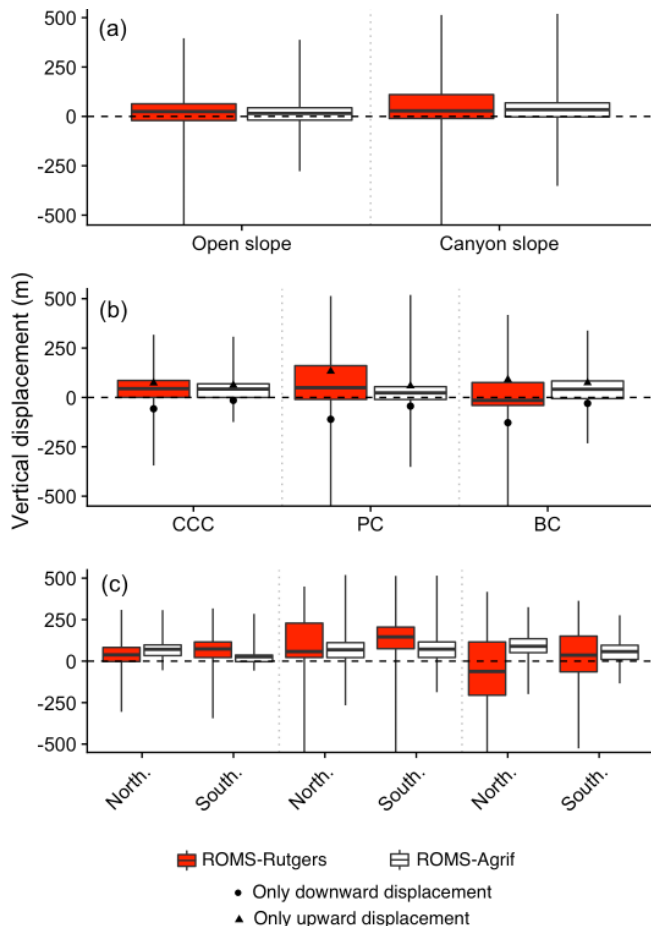 (a)
500
250
0
-250
-500
Open slope Canyon slope
Vertical displacement (m)
(b)
500
250
0
-250
-500
CCC PC BC
(c)
500
250
0
-250
-500
North. South. North. South. North. South.
ROMS-Rutgers ROMS-Agrif
Only downward displacement
Only upward displacement